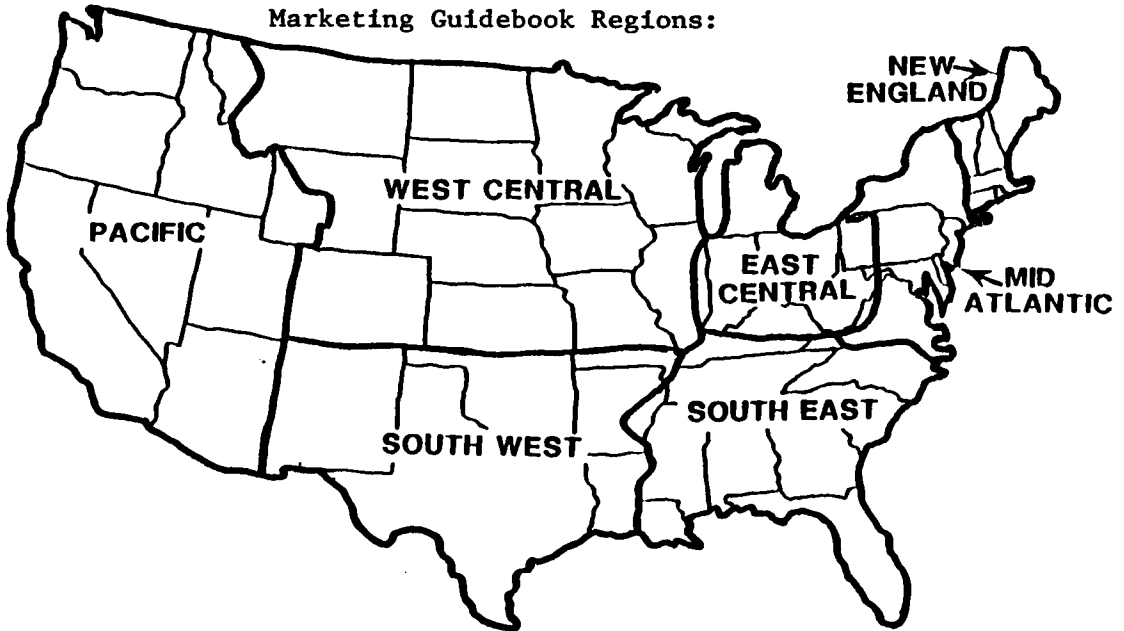 Marketing Guidebook Regions:
NEW
ENGLAND
WEST CENTRAL
PACIFIC
EAST
CENTRAL
MID
ATLANTIC
SOUTH EAST
SOUTH WEST